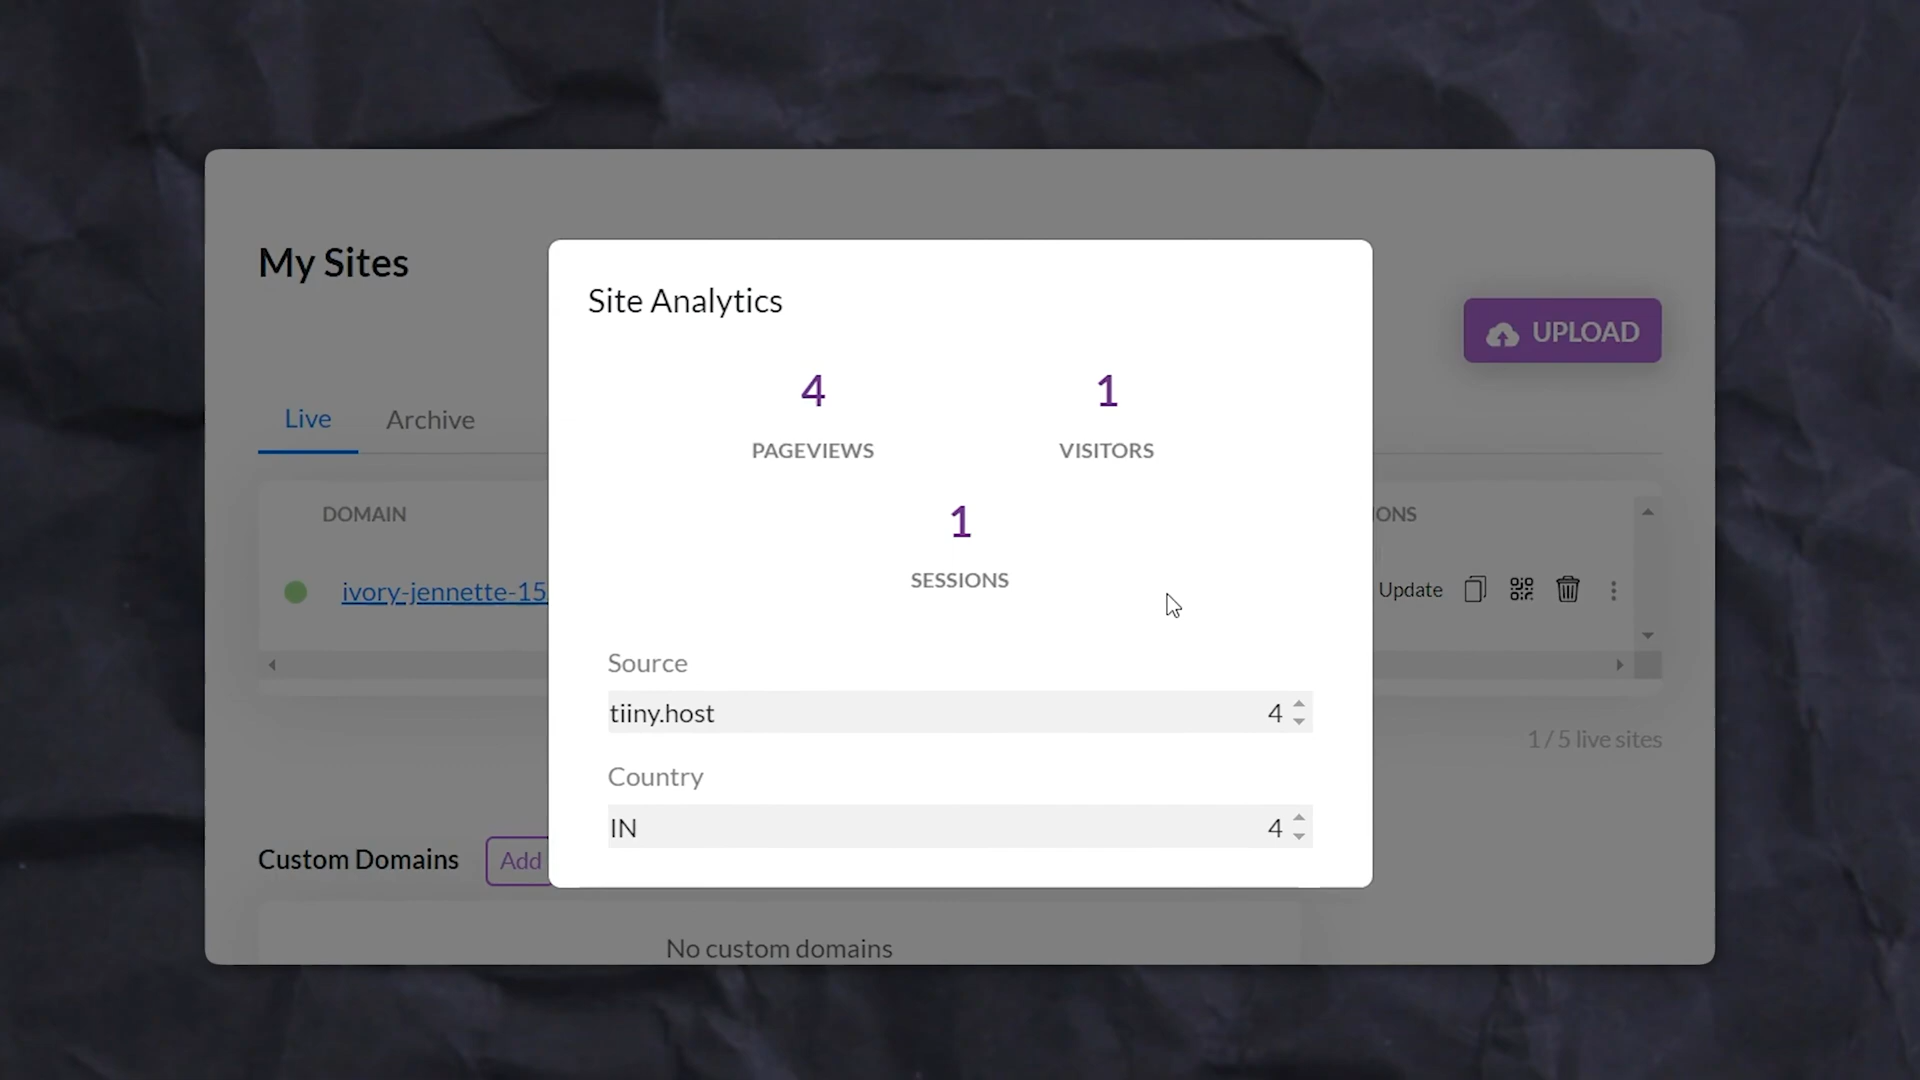 My Sites
UPLOAD
Live
Archive
DOMAIN
IONS
ivory-jennette-15
Update
1 / 5 live sites
Custom Domains
Add
No custom domains
Site Analytics
4
PAGEVIEWS
1
VISITORS
1
SESSIONS
Source
tiiny.host 4
Country
IN 4